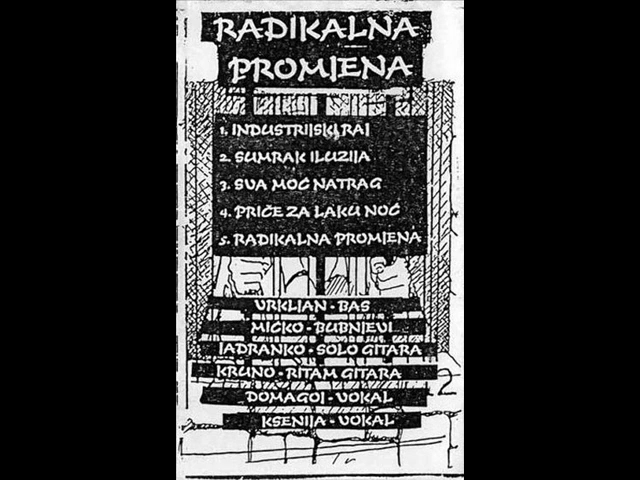 RADIKALNA
PROMJENA
1. INDUSTRIJSKI RAJ
2. SUMRAK ILUZIJA
3. SVA MOĆ NATRAG
4. PRIČE ZA LAKU NOĆ
5. RADIKALNA PROMJENA
VRKLJAN - BAS
MIĆKO - BUBNJEVI
JADRANKO - SOLO GITARA
KRUNO - RITAM GITARA
DOMAGOJ - VOKAL
KSENIJA - VOKAL